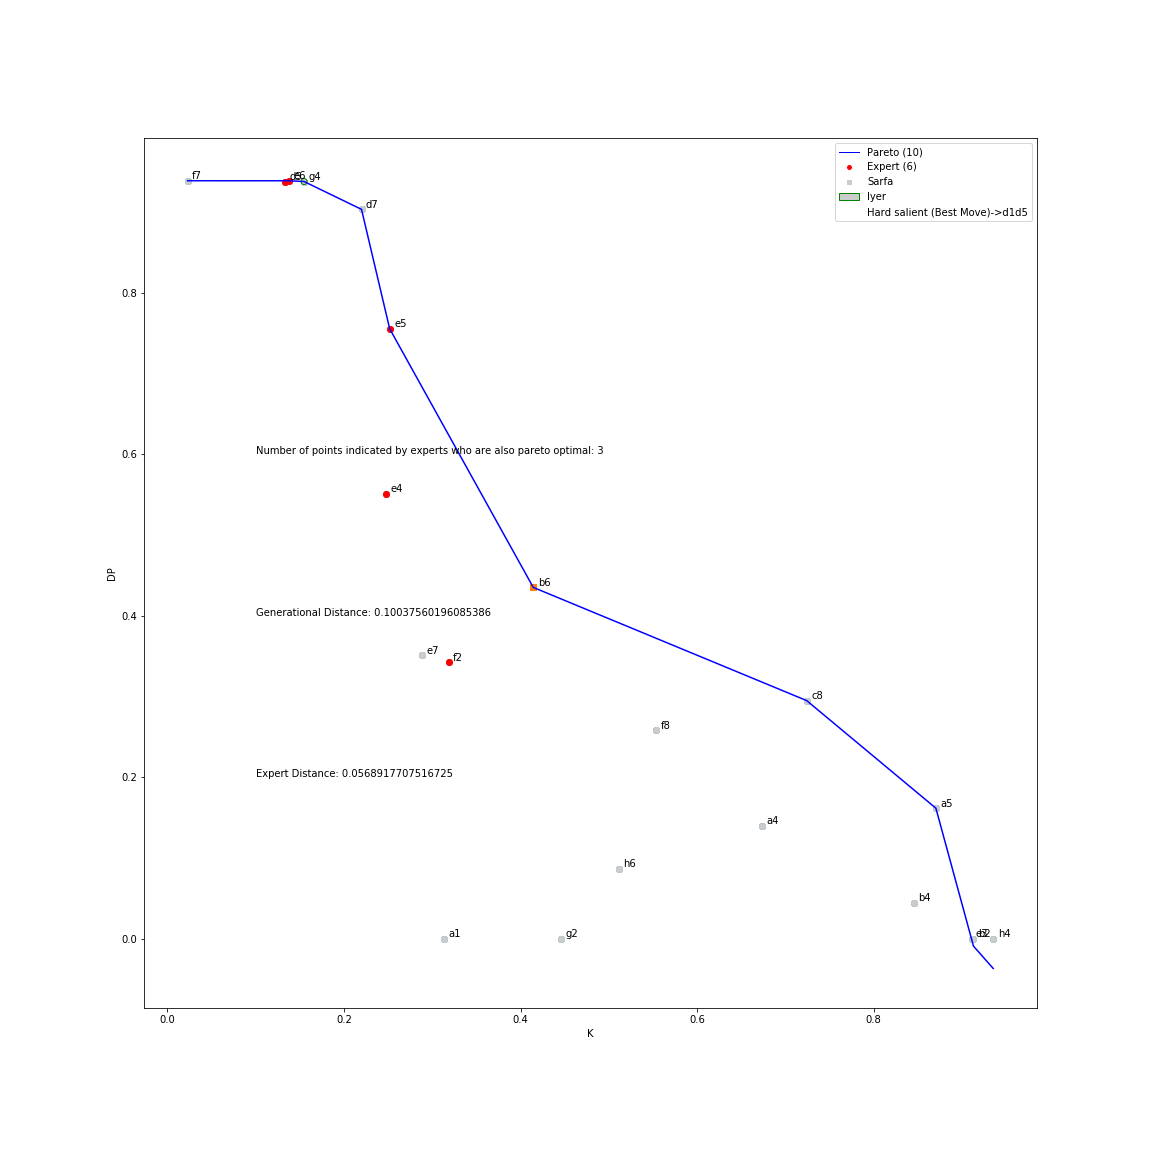 Pareto (10)
Expert (6)
Sarfa
Iyer
Hard salient (Best Move)->d1d5
f7
g4
d7
0.8
e5
0.6
Number of points indicated by experts who are also pareto optimal: 3
e4
DP
b6
0.4
Generational Distance: 0.10037560196085386
e7
f2
c8
f8
0.2
Expert Distance: 0.0568917707516725
a5
a4
h6
b4
0.0
a1
g2
h4
0.0
0.2
0.4
0.6
0.8
K